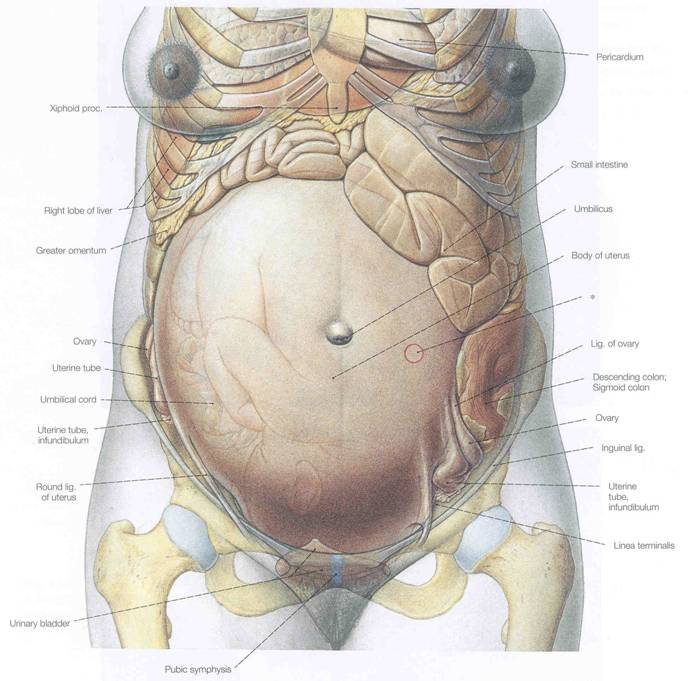 Pericardium
Xiphoid proc.
Small intestine
Right lobe of liver
Umbilicus
Greater omentum
Body of uterus
*
Ovary
Lig. of ovary
Uterine tube
Descending colon;
Sigmoid colon
Umbilical cord
Ovary
Uterine tube,
infundibulum
Inguinal lig.
Round lig.
of uterus
Uterine
tube,
infundibulum
Linea terminalis
Urinary bladder
Pubic symphysis